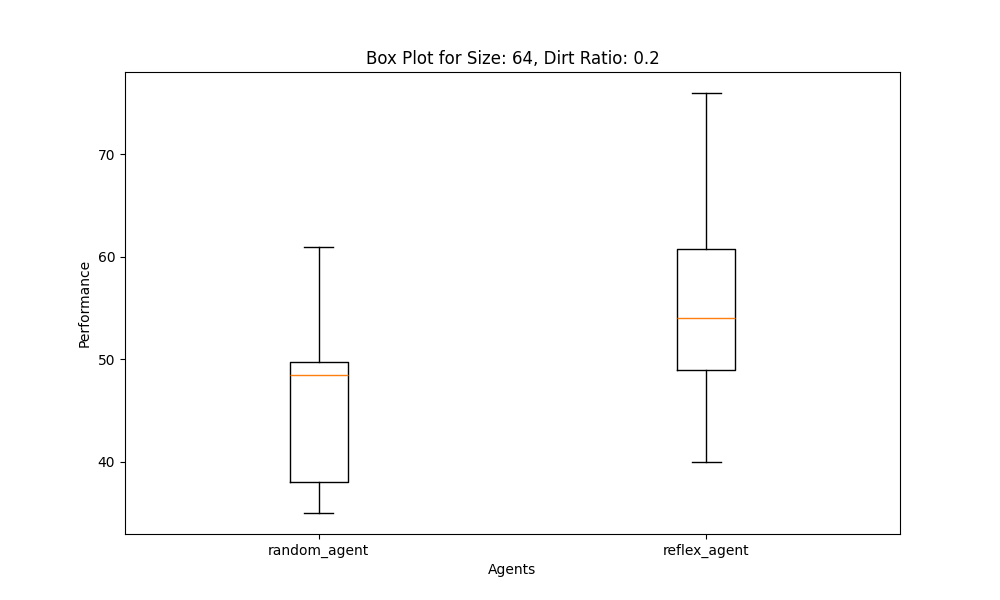 Box Plot for Size: 64, Dirt Ratio: 0.2
70
60
50
40
Performance
random_agent
reflex_agent
Agents